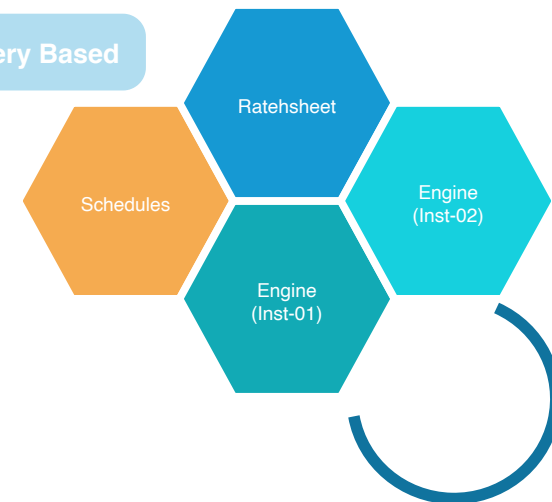 ery Based
Ratehsheet
Schedules
Engine
(Inst-02)
Engine
(Inst-01)